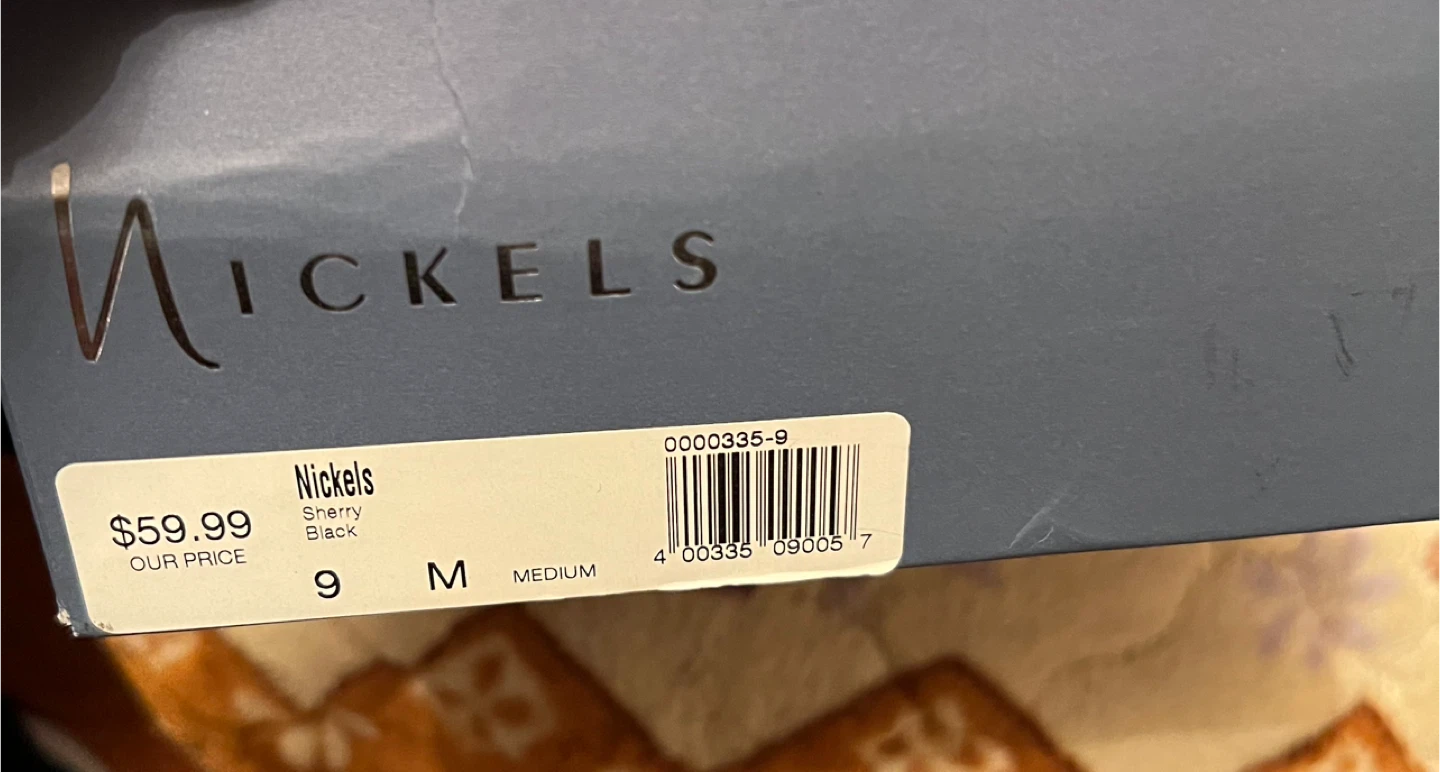 NICKELS
0000335-9
Nickels
Sherry
Black
$59.99
OUR PRICE
9 M MEDIUM
4 00335 09005 7